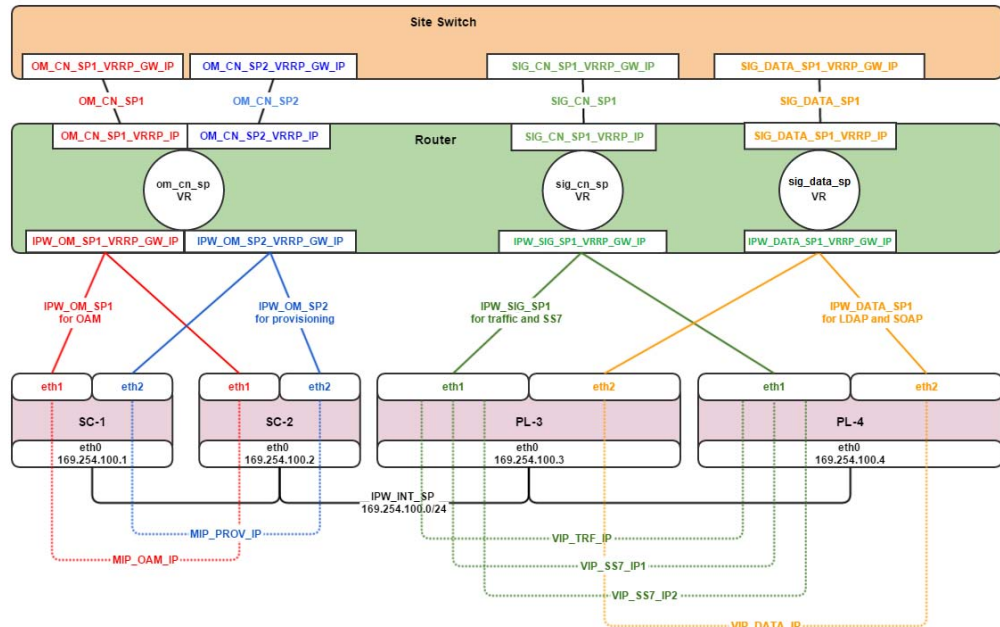 Site Switch
OM_CN_SP1_VRRP_GW_IP
OM_CN_SP2_VRRP_GW_IP
SIG_CN_SP1_VRRP_GW_IP
SIG_DATA_SP1_VRRP_GW_IP
OM_CN_SP1
OM_CN_SP2
SIG_CN_SP1
SIG_DATA_SP1
OM_CN_SP1_VRRP_IP
OM_CN_SP2_VRRP_IP
Router
SIG_CN_SP1_VRRP_IP
SIG_DATA_SP1_VRRP_IP
om_cn_sp
VR
sig_cn_sp
VR
sig_data_sp
VR
IPW_OM_SP1_VRRP_GW_IP
IPW_OM_SP2_VRRP_GW_IP
IPW_SIG_SP1_VRRP_GW_IP
IPW_DATA_SP1_VRRP_GW_IP
IPW_OM_SP1
for OAM
IPW_OM_SP2
for provisioning
IPW_SIG_SP1
for traffic and SS7
IPW_DATA_SP1
for LDAP and SOAP
eth1
eth2
eth1
eth2
eth1
eth2
eth1
eth2
SC-1
SC-2
PL-3
PL-4
eth0
169.254.100.1
eth0
169.254.100.2
eth0
169.254.100.3
eth0
169.254.100.4
IPW_INT_SP
169.254.100.0/24
MIP_PROV_IP
VIP_TRF_IP
MIP_OAM_IP
VIP_SS7_IP1
VIP_SS7_IP2
VIP_DATA_IP